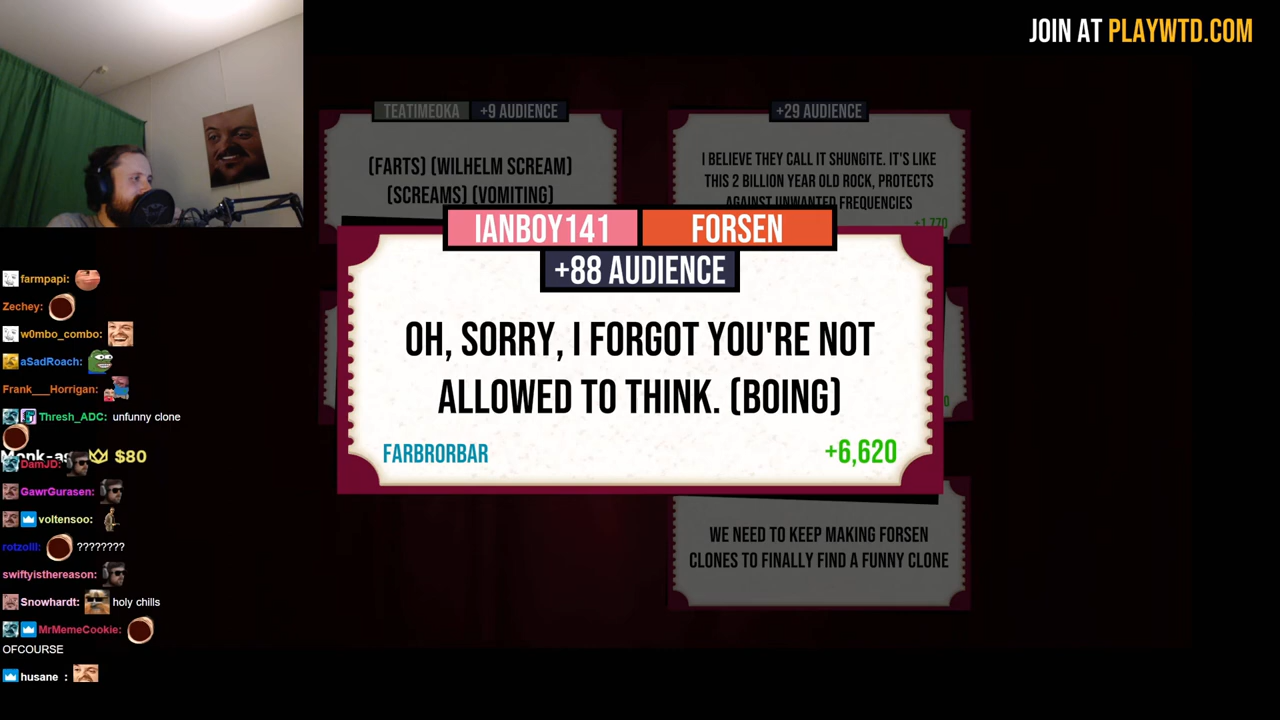 JOIN AT PLAYWTD.COM
TEATIMEOKA +9 AUDIENCE
(FARTS) (WILHELM SCREAM)
(SCREAMS) (VOMITING)
+29 AUDIENCE
I BELIEVE THEY CALL IT SHUNGITE. IT'S LIKE
THIS 2 BILLION YEAR OLD ROCK, PROTECTS
AGAINST UNWANTED FREQUENCIES
+1,770
IANBOY141 FORSEN
+88 AUDIENCE
OH, SORRY, I FORGOT YOU'RE NOT
ALLOWED TO THINK. (BOING)
FARBRORBAR +6,620
WE NEED TO KEEP MAKING FORSEN
CLONES TO FINALLY FIND A FUNNY CLONE
farmpapi:
Zechey:
w0mbo_combo:
aSadRoach:
Frank___Horrigan:
Thresh_ADC: unfunny clone
$80
DamJD:
GawrGurasen:
voltensoo:
rotzolll: ????????
swiftyisthereason:
Snowhardt: holy chills
MrMemeCookie:
OFCOURSE
husane :